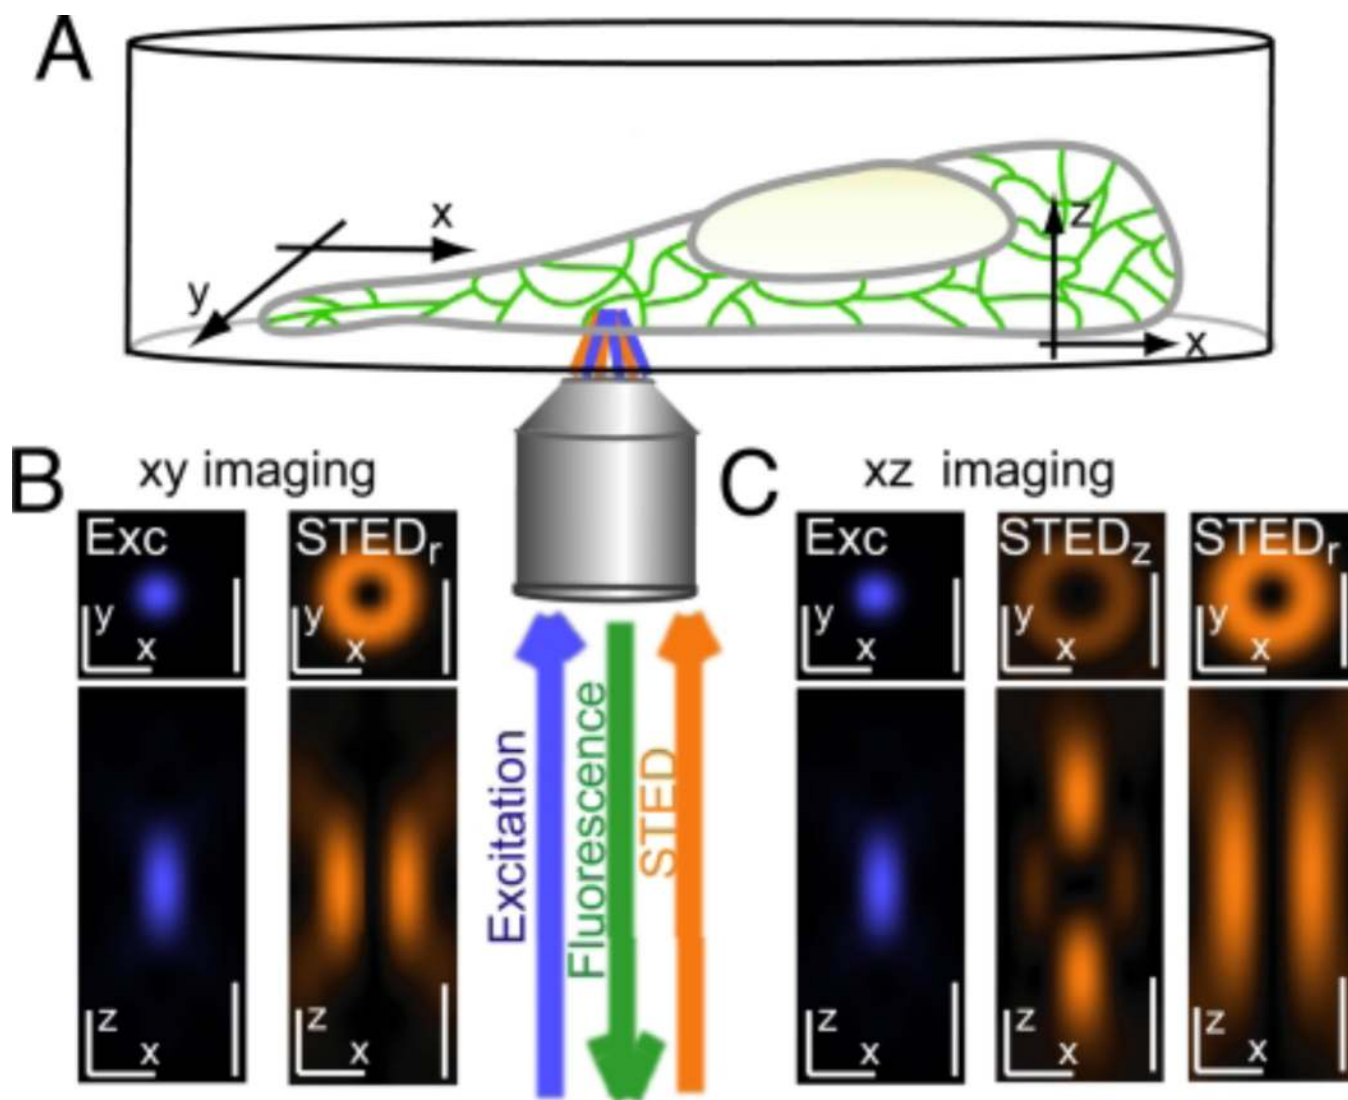 A
x
y
z
x
B
xy imaging
C
xz imaging
Exc
y
x
STEDr
y
x
Exc
y
x
STEDz
y
x
STEDr
y
x
Excitation
Fluorescence
STED
z
x
z
x
z
x
z
x
z
x